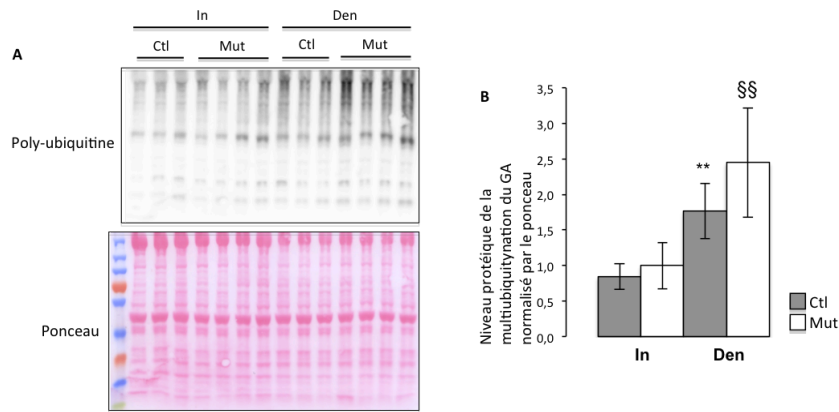 In Den
Ctl Mut Ctl Mut
A
Poly-ubiquitine
Ponceau
B
Niveau protéique de la
multiubiquitynation du GA
normalisé par le ponceau
3,5
3,0
2,5
2,0
1,5
1,0
0,5
0,0
**
§§
In Den
Ctl
Mut